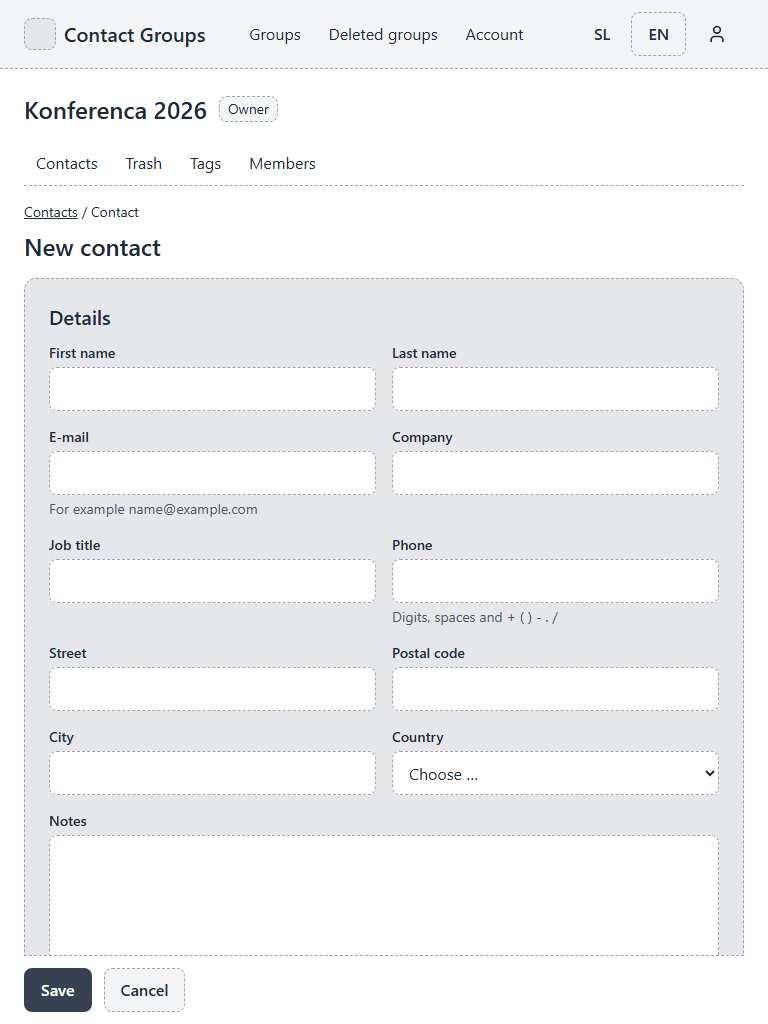 Contact Groups Groups Deleted groups Account SL EN
Konferenca 2026 Owner
Contacts Trash Tags Members
Contacts / Contact
New contact
Details
First name Last name
E-mail Company
For example name@example.com
Job title Phone
Digits, spaces and + ( ) - . /
Street Postal code
City Country
Choose ...
Notes
Save Cancel